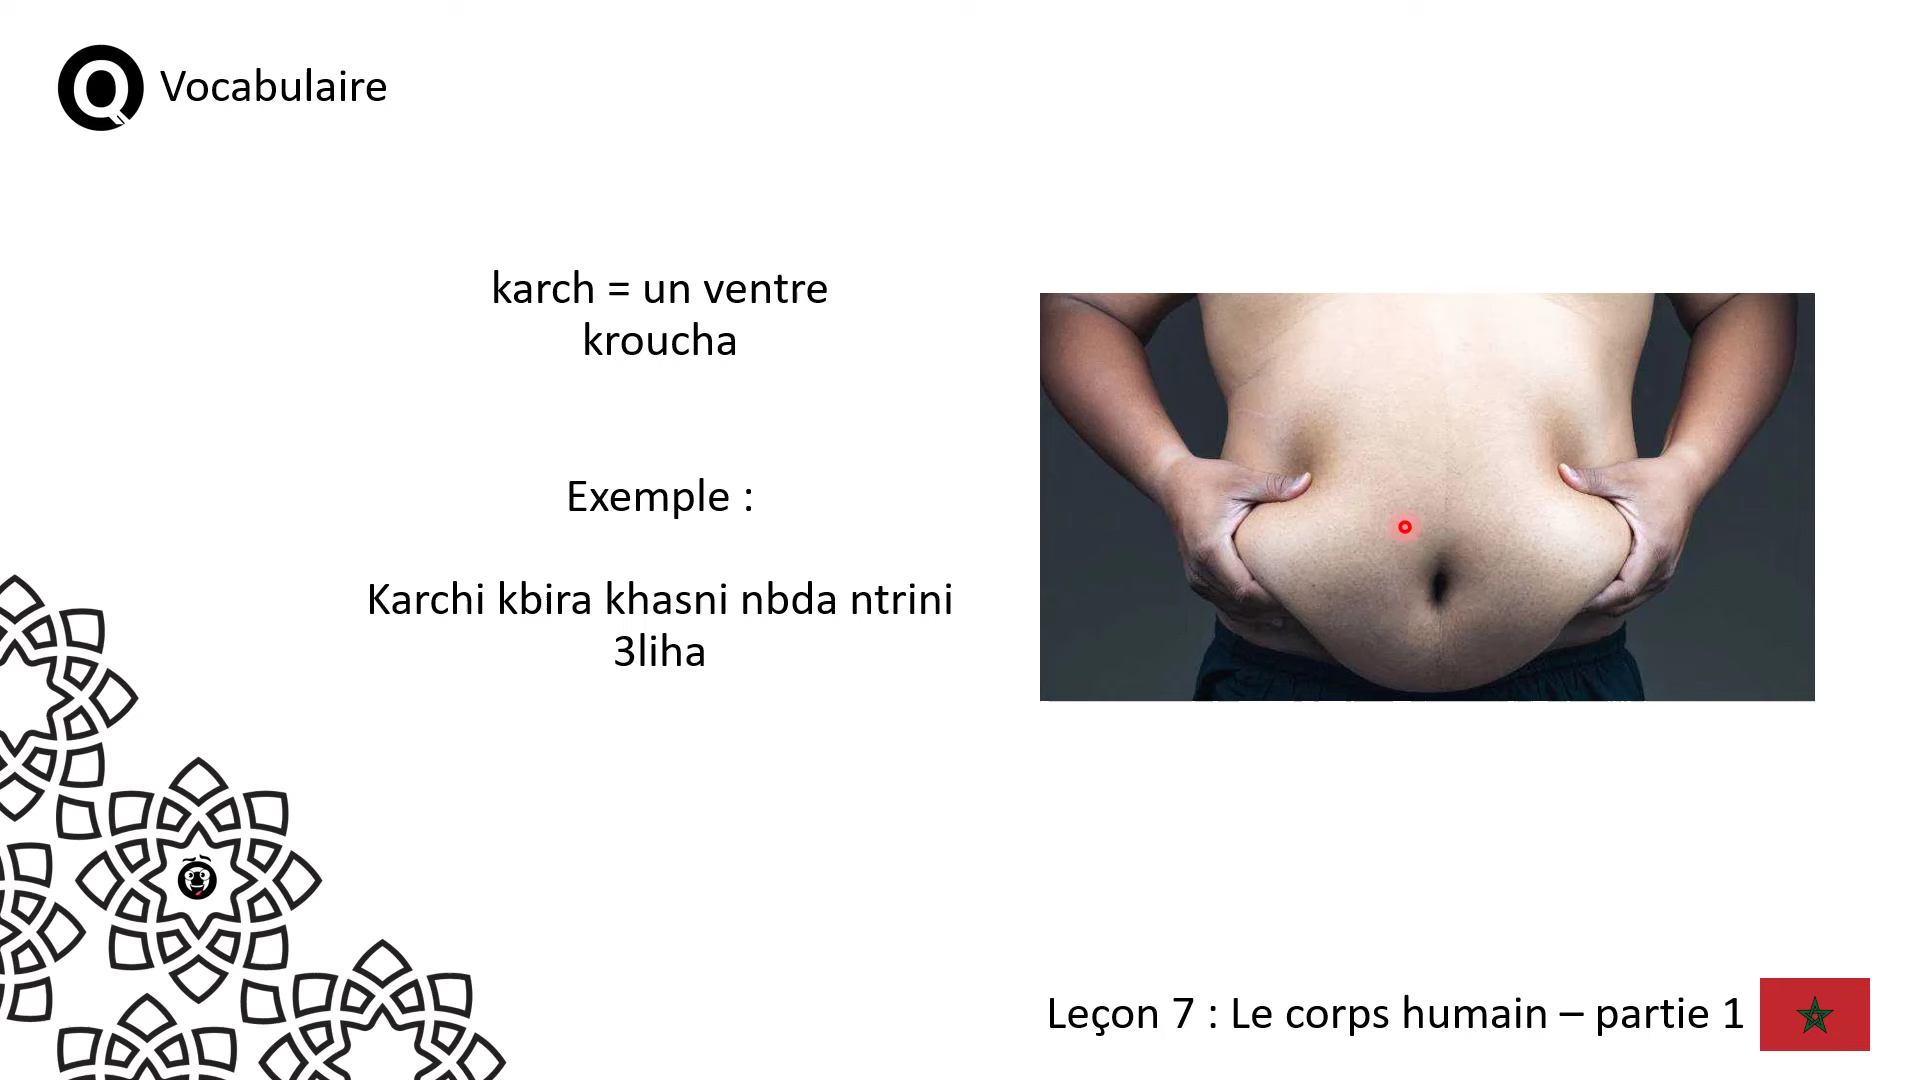 Vocabulaire
karch = un ventre
kroucha
Exemple :
Karchi kbira khasni nbda ntrini
3liha
Leçon 7 : Le corps humain – partie 1